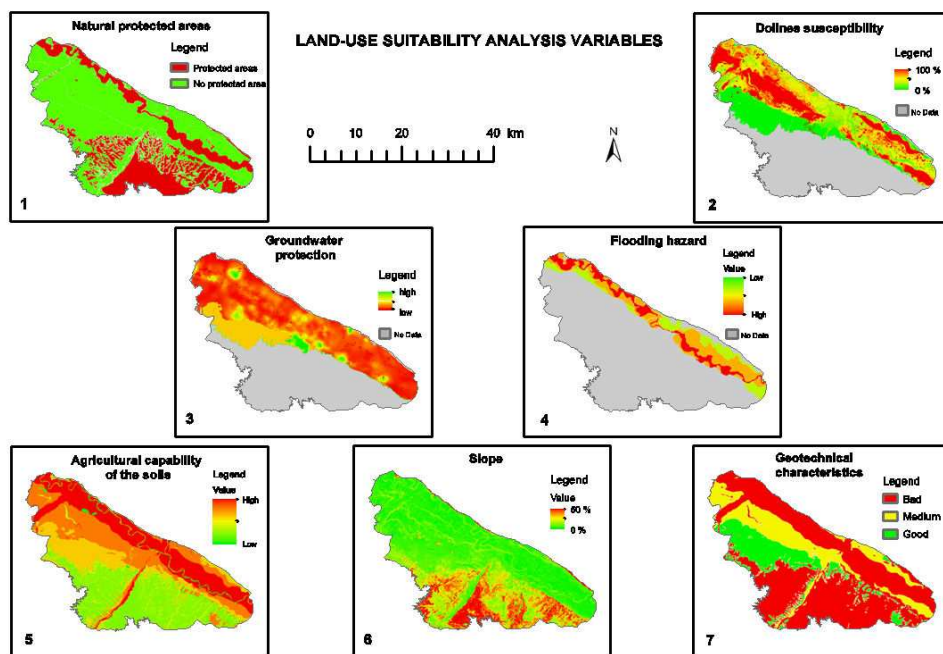 LAND-USE SUITABILITY ANALYSIS VARIABLES
0 10 20 40 km
N
Natural protected areas
Legend
Protected areas
No protected area
1
Dolines susceptibility
Legend
100 %
0 %
No Data
2
Groundwater
protection
Legend
high
low
No Data
3
Flooding hazard
Legend
Value
Low
High
No Data
4
Agricultural capability
of the soils
Legend
Value
High
Low
5
Slope
Legend
Value
50 %
0 %
6
Geotechnical
characteristics
Legend
Bad
Medium
Good
7